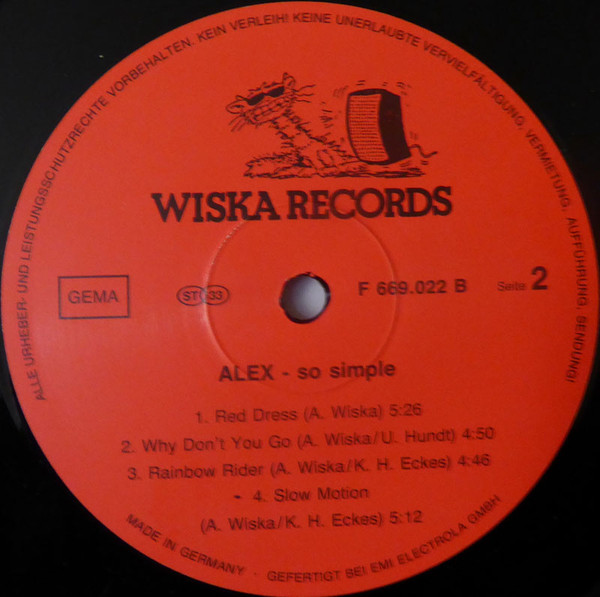 ALLE URHEBER- UND LEISTUNGSSCHUTZRECHTE VORBEHALTEN. KEIN VERLEIH! KEINE UNERLAUBTE VERVIELFÄLTIGUNG, VERMIETUNG, AUFFÜHRUNG, SENDUNG!
WISKA RECORDS
GEMA
ST 33
F 669.022 B
Seite 2
ALEX - so simple
1. Red Dress (A. Wiska) 5:26
2. Why Don't You Go (A. Wiska/U. Hundt) 4:50
3. Rainbow Rider (A. Wiska/K. H. Eckes) 4:46
4. Slow Motion
(A. Wiska/K. H. Eckes) 5:12
MADE IN GERMANY · GEFERTIGT BEI EMI ELECTROLA GMBH